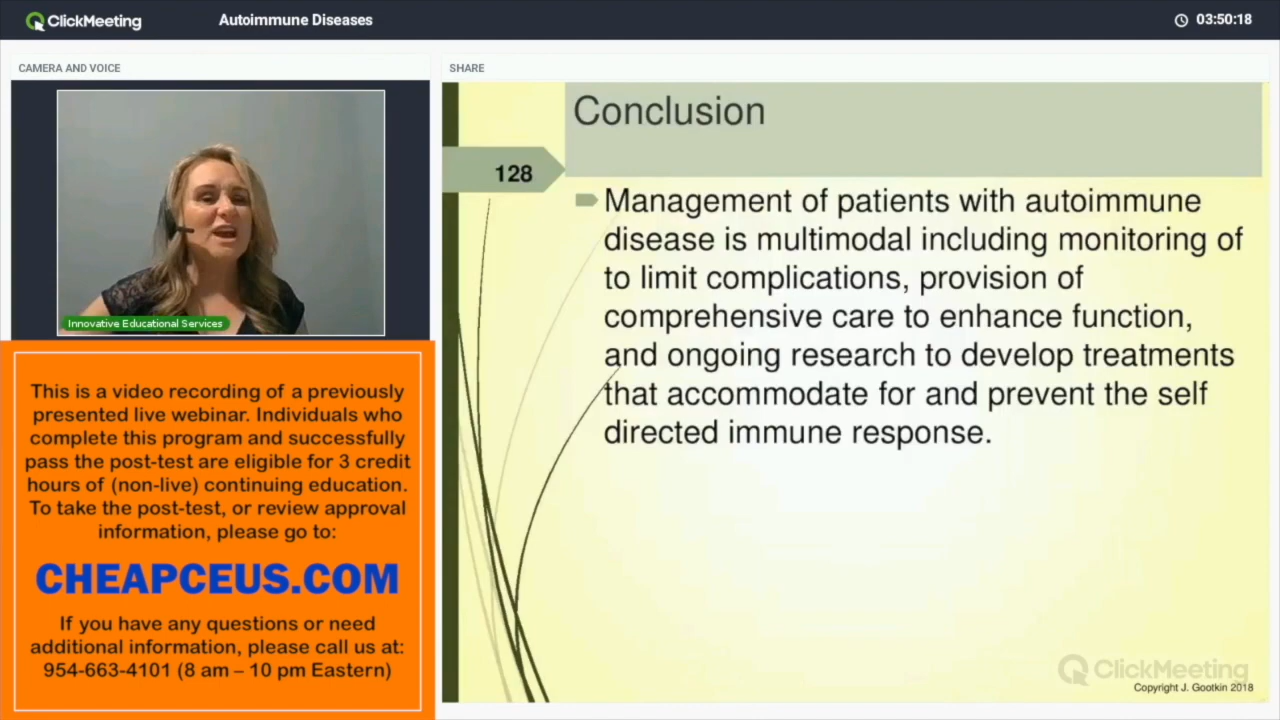 ClickMeeting
Autoimmune Diseases
03:50:18
CAMERA AND VOICE
SHARE
Innovative Educational Services
This is a video recording of a previously
presented live webinar. Individuals who
complete this program and successfully
pass the post-test are eligible for 3 credit
hours of (non-live) continuing education.
To take the post-test, or review approval
information, please go to:
CHEAPCEUS.COM
If you have any questions or need
additional information, please call us at:
954-663-4101 (8 am – 10 pm Eastern)
Conclusion
128
Management of patients with autoimmune
disease is multimodal including monitoring of
to limit complications, provision of
comprehensive care to enhance function,
and ongoing research to develop treatments
that accommodate for and prevent the self
directed immune response.
ClickMeeting
Copyright J. Gootkin 2018